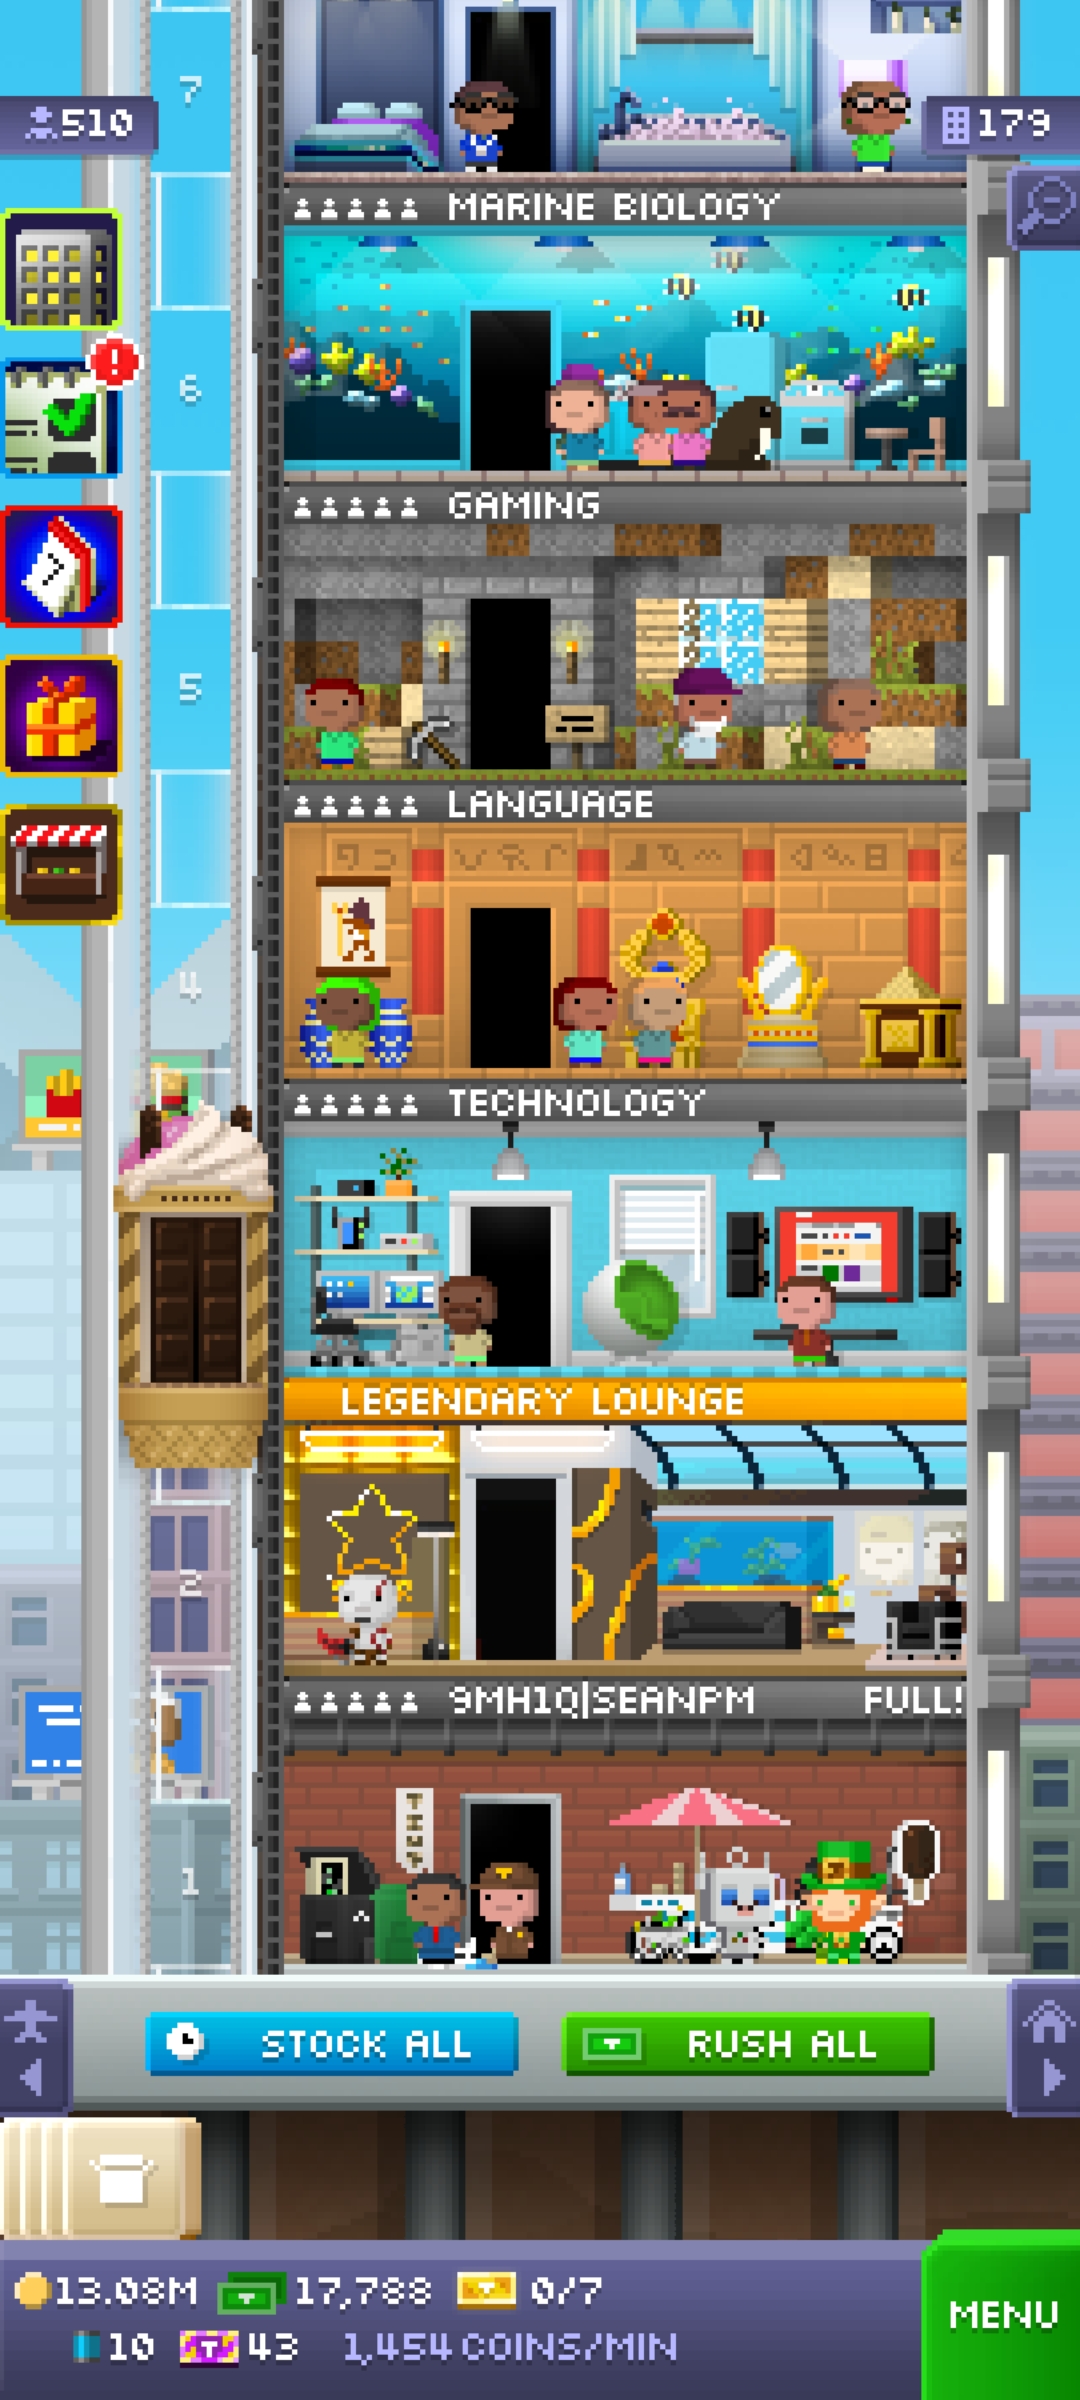 7
510
179
MARINE BIOLOGY
6
GAMING
5
LANGUAGE
4
TECHNOLOGY
LEGENDARY LOUNGE
2
9MH1Q|SEANPM FULL!
TINY
1
STOCK ALL
RUSH ALL
13.08M 17,788 0/7
MENU
10 43 1,454 COINS/MIN